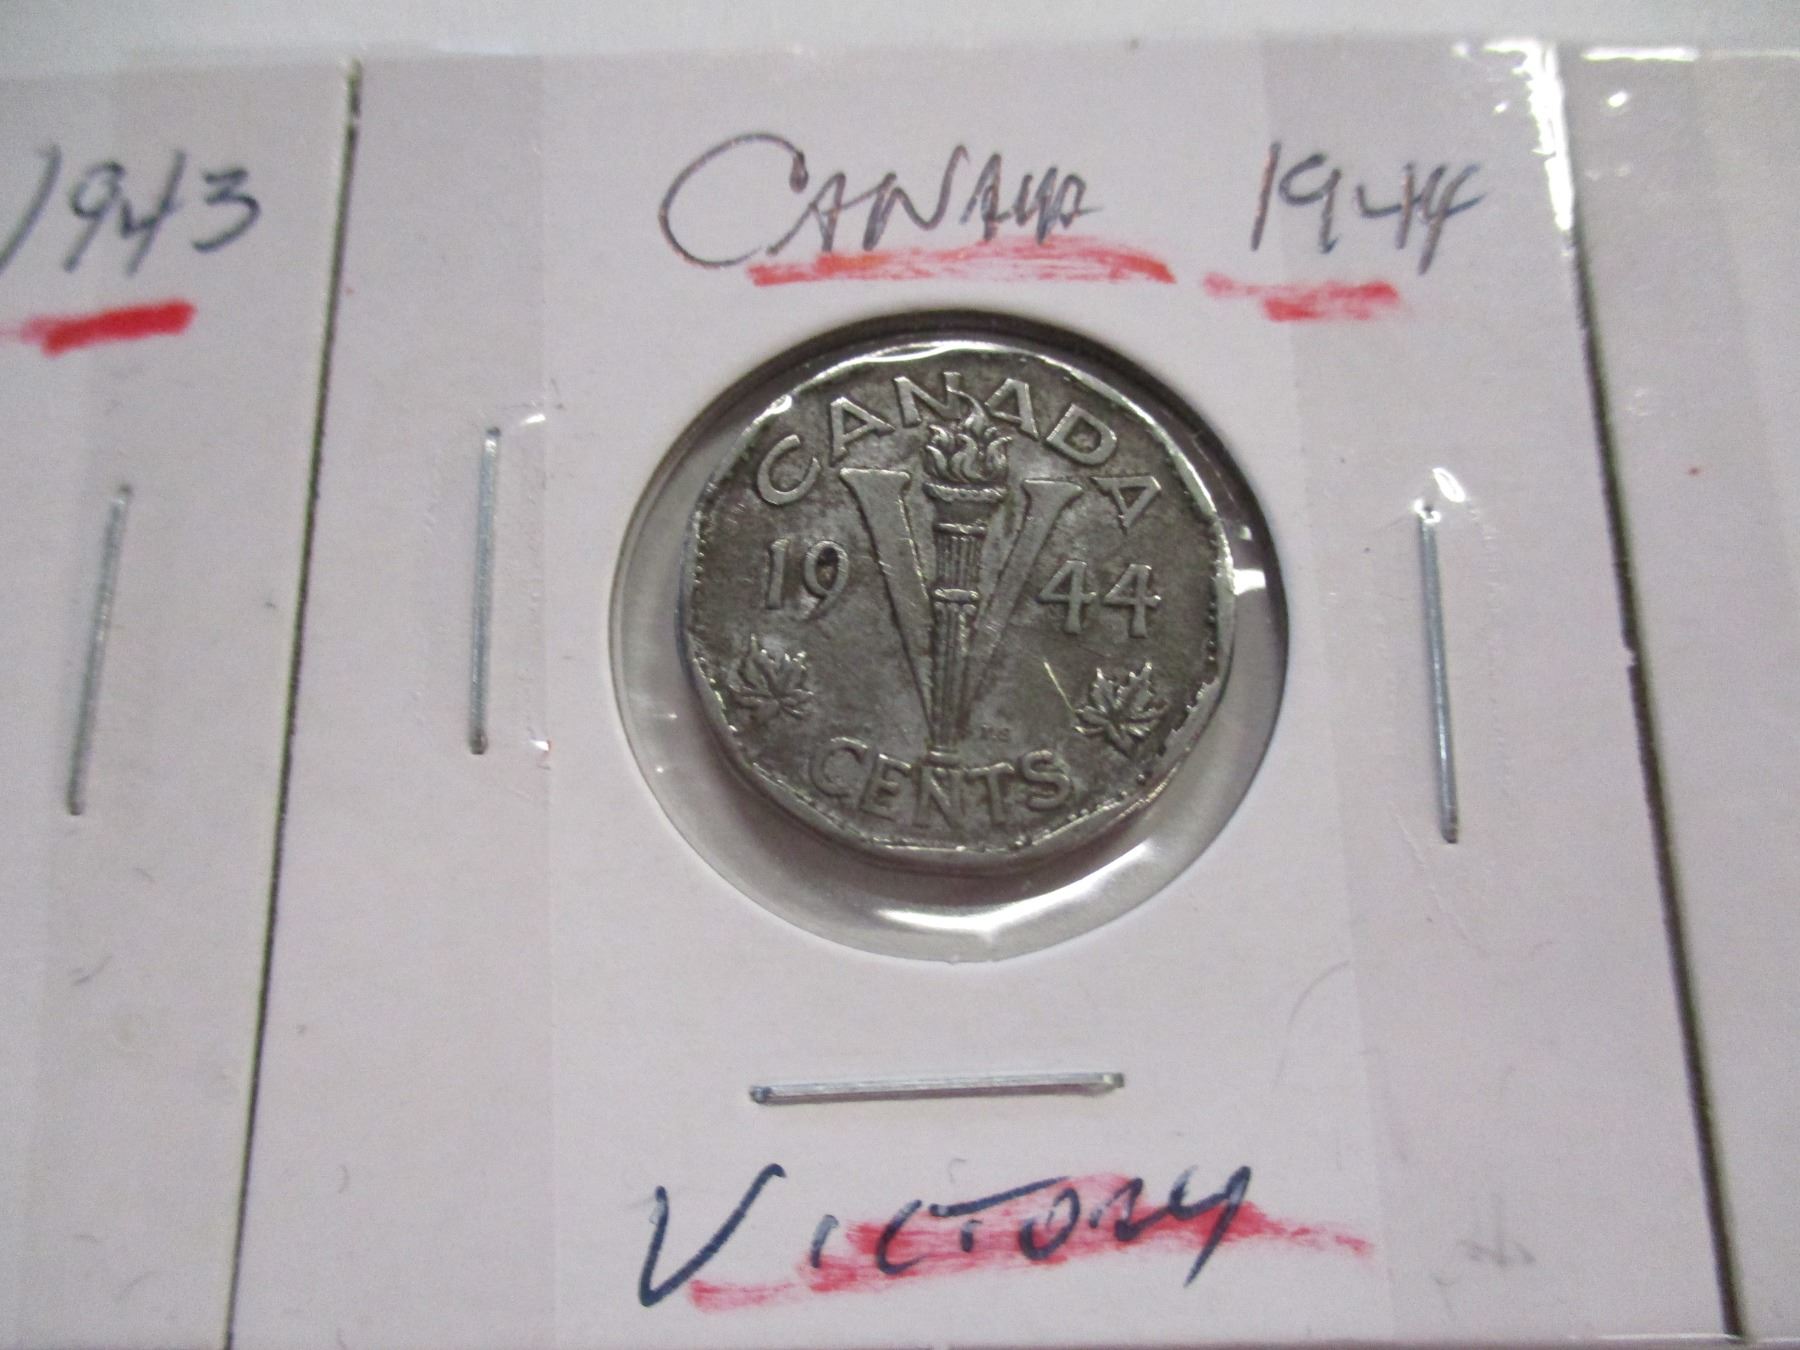 1943
CANADA 1944
CANADA
19 44
CENTS
VICTORY